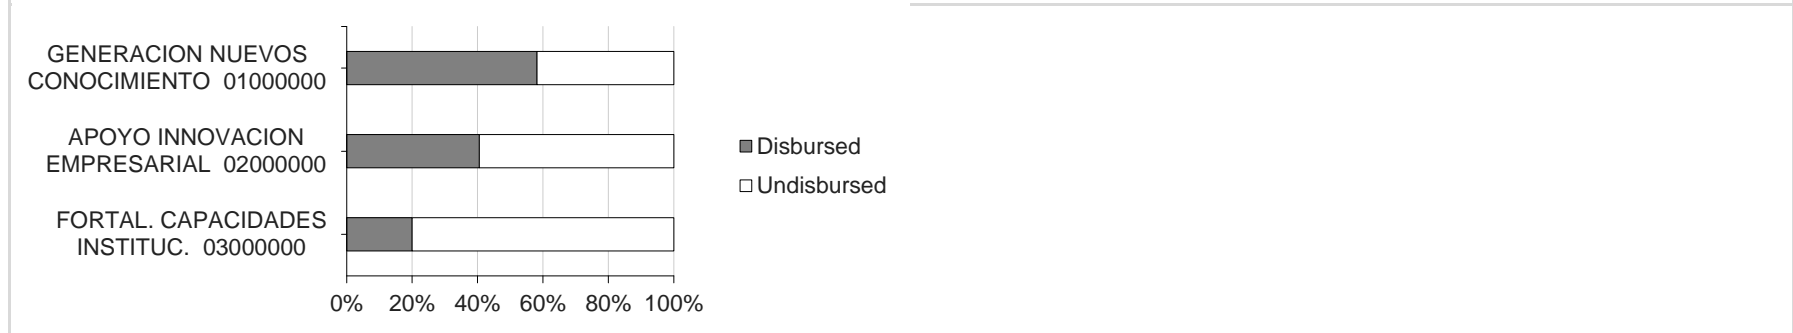 GENERACION NUEVOS
CONOCIMIENTO 01000000
APOYO INNOVACION
EMPRESARIAL 02000000
FORTAL. CAPACIDADES
INSTITUC. 03000000
0% 20% 40% 60% 80% 100%
Disbursed
Undisbursed